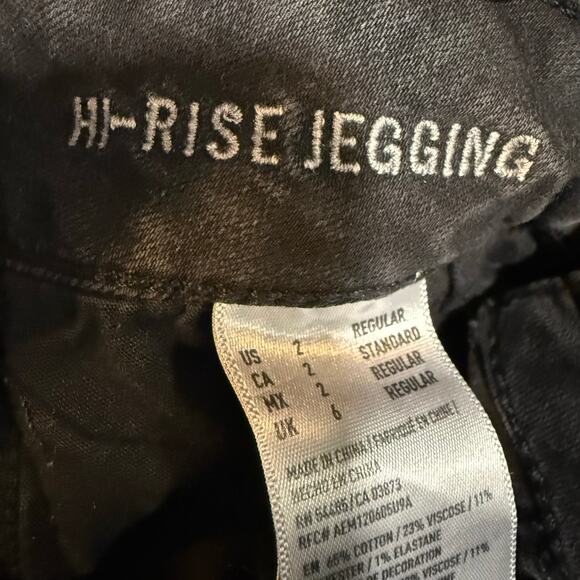 HI-RISE JEGGING
US 2 REGULAR
CA 2 STANDARD
MX 2 REGULAR
UK 6 REGULAR
MADE IN CHINA / FABRIQUÉ EN CHINE /
HECHO EN CHINA
RN 54485 / CA 03873
RFC# AEM120605U9A
EN 65% COTTON / 23% VISCOSE / 11%
ESTER / 1% ELASTANE
DECORATION
VISCOSE / 11%